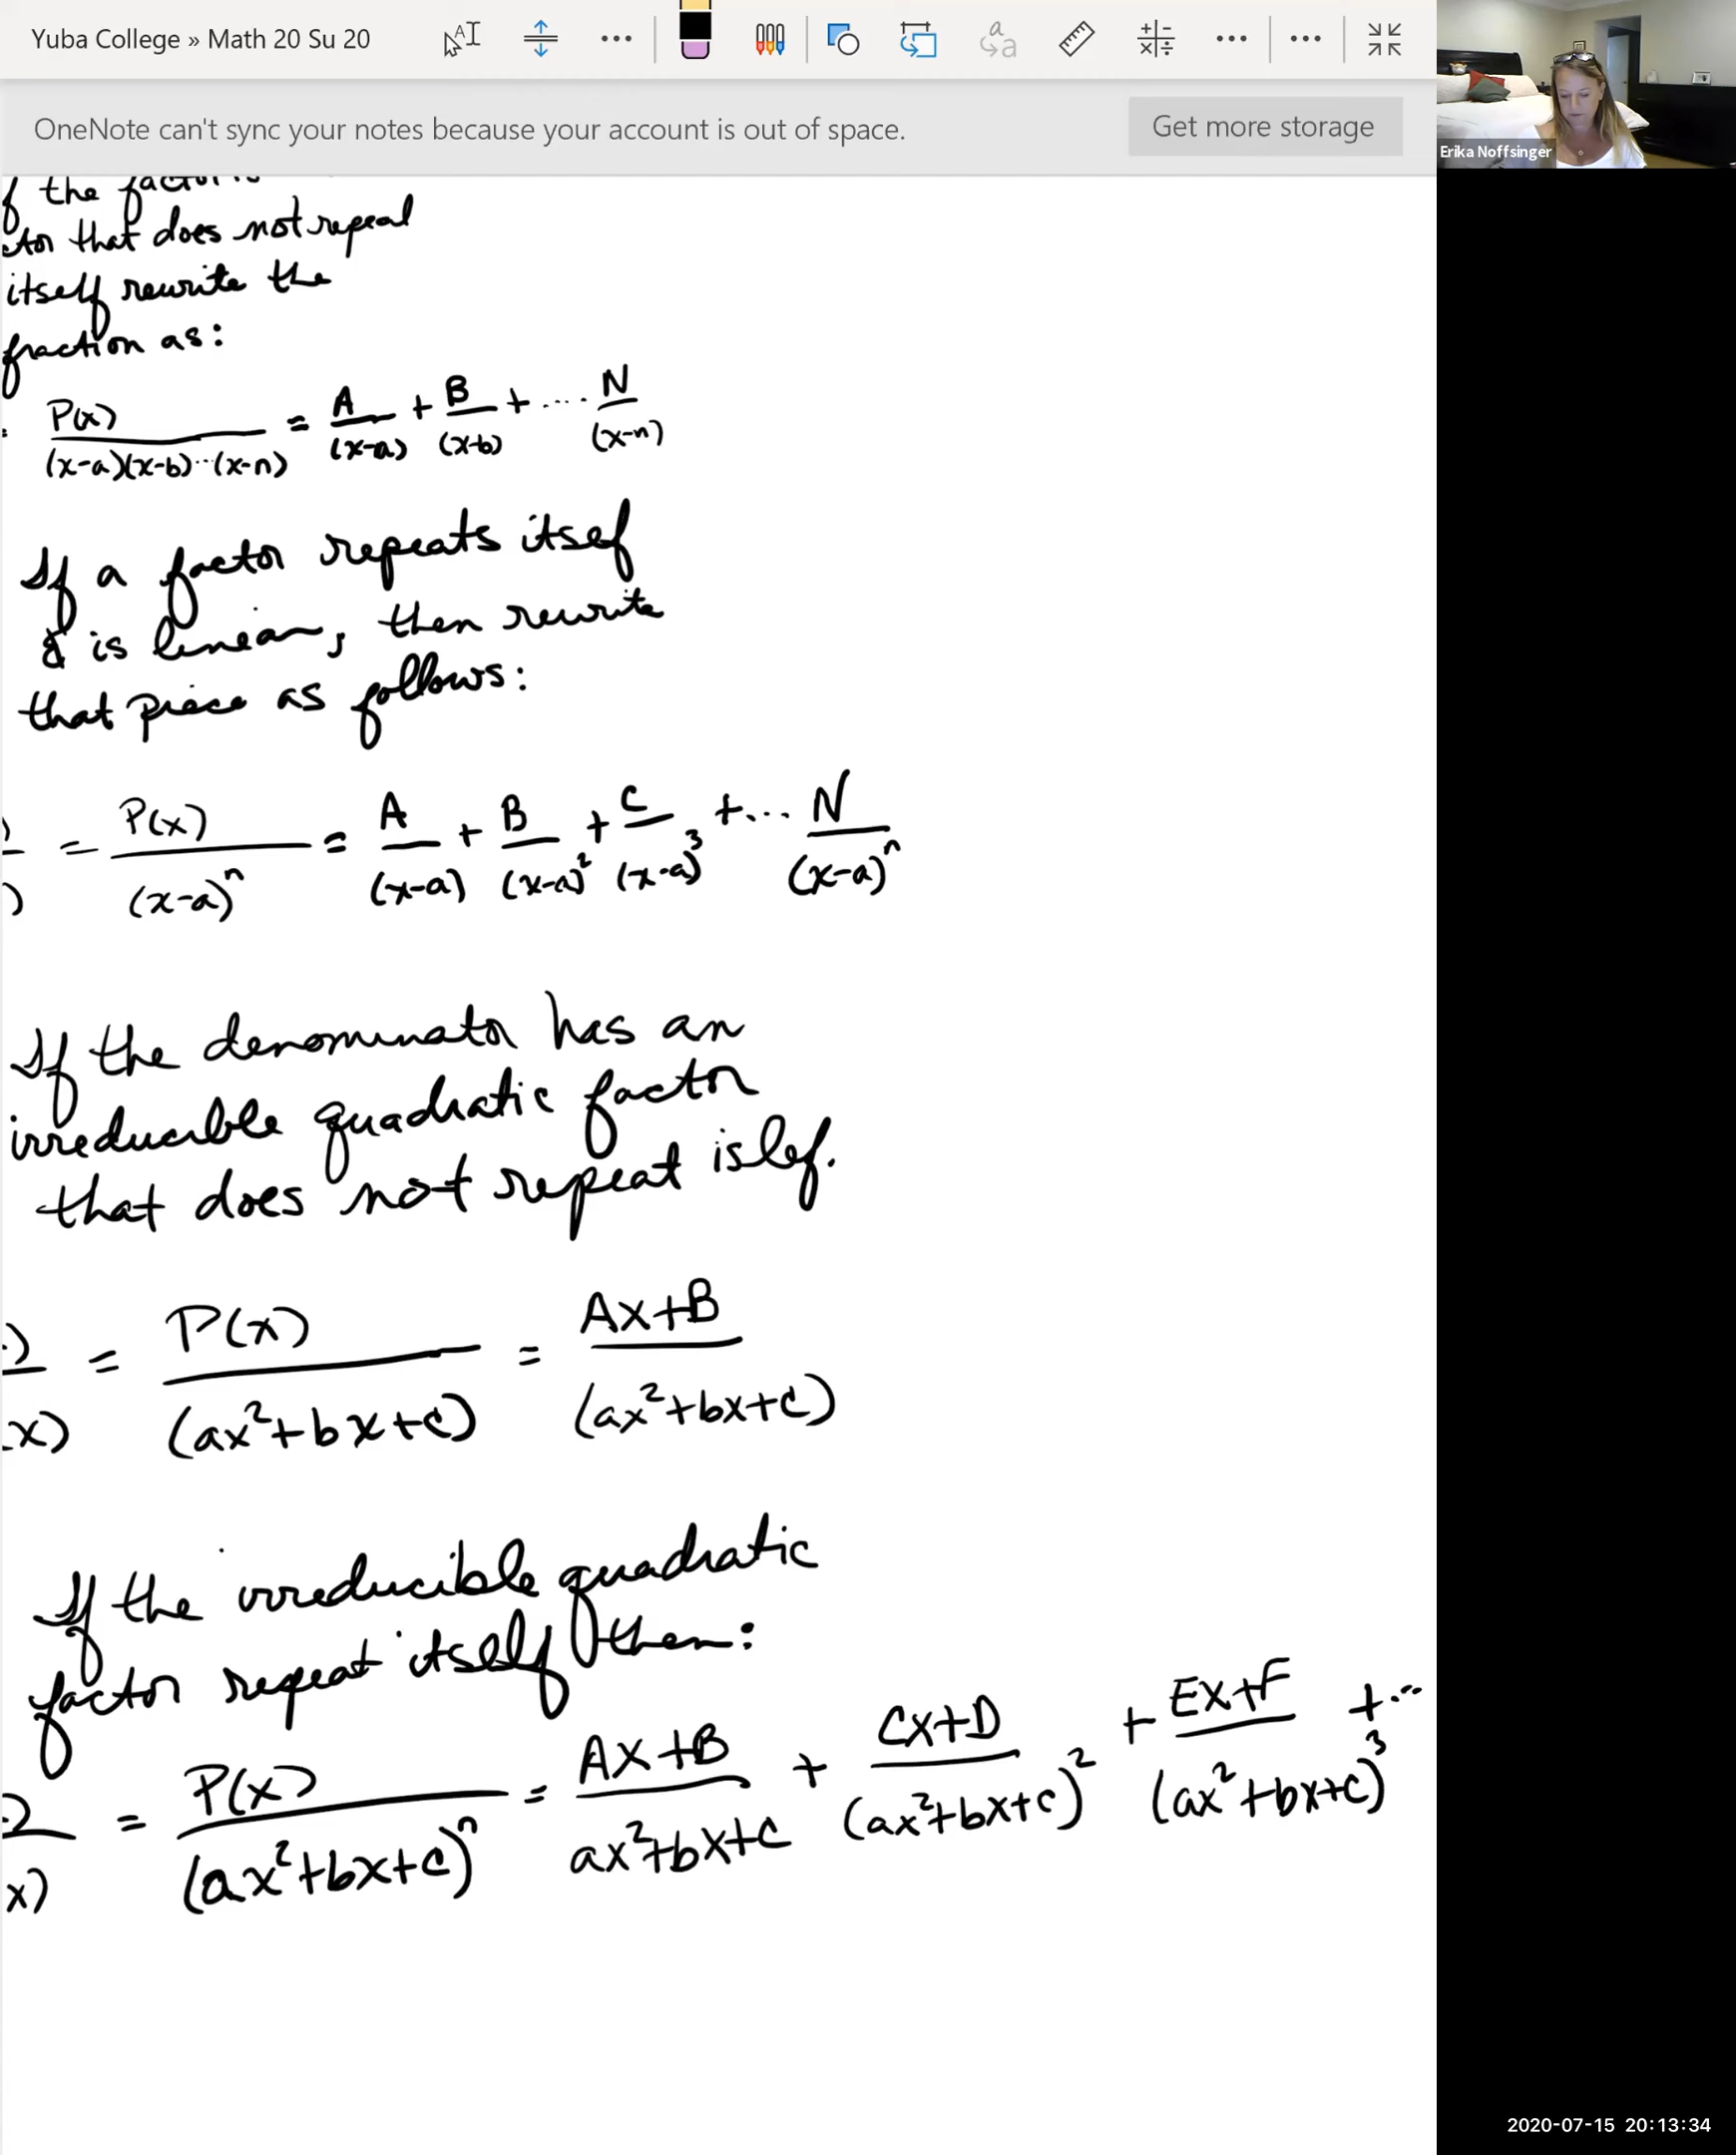 Yuba College » Math 20 Su 20
OneNote can't sync your notes because your account is out of space.
Get more storage
Erika Noffsinger
f the factor is
ctor that does not repeat
itself rewrite the
fraction as:
P(x) / (x-a)(x-b)...(x-n) = A / (x-a) + B / (x-b) + .... N / (x-n)
If a factor repeats itsef
& is linear, then rewrite
that piece as follows:
) = P(x) / (x-a)^n = A / (x-a) + B / (x-a)^2 + C / (x-a)^3 + ... N / (x-a)^n
If the denominator has an
irreducible quadratic factor
that does not repeat islef.
) / x) = P(x) / (ax^2+bx+c) = Ax+B / (ax^2+bx+c)
If the irreducible quadratic
factor repeat itself then:
) / x) = P(x) / (ax^2+bx+c)^n = Ax+B / ax^2+bx+c + Cx+D / (ax^2+bx+c)^2 + Ex+F / (ax^2+bx+c)^3 + ...
2020-07-15 20:13:34